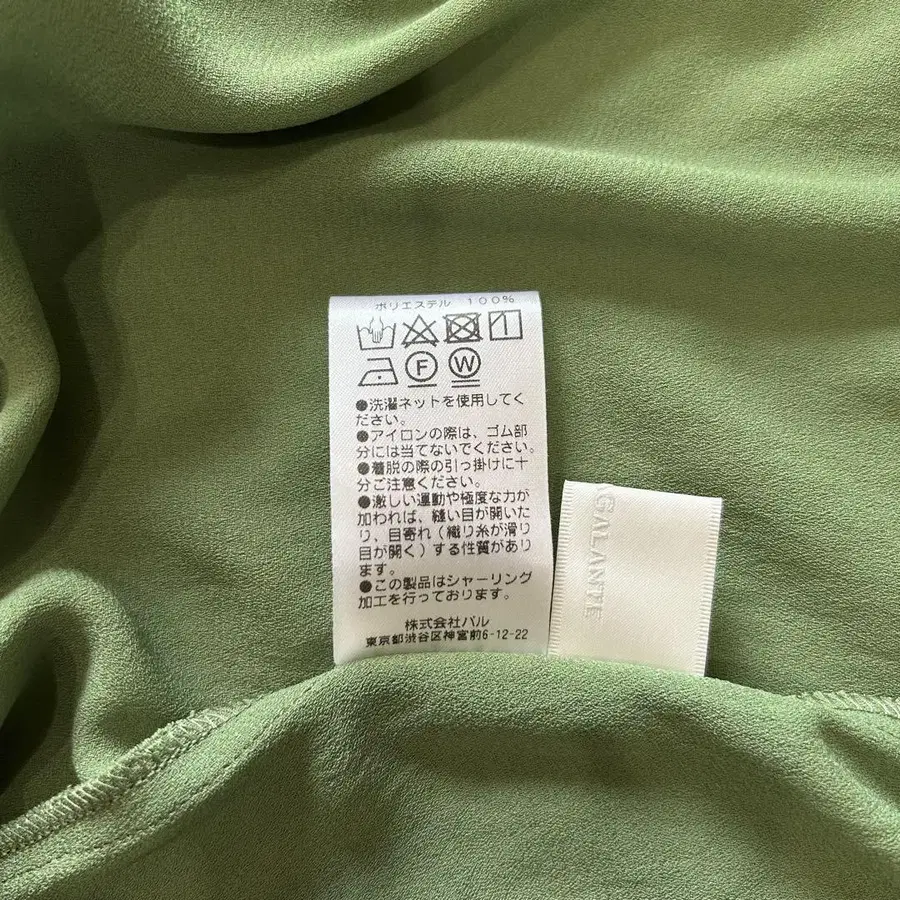 ポリエステル 100%
F W
●洗濯ネットを使用してく
ださい。
●アイロンの際は、ゴム部
分には当てないでください。
●着脱の際の引っ掛けに十
分ご注意ください。
●激しい運動や極度な力が
加われば、縫い目が開いた
り、目寄れ(織り糸が滑り
目が開く)する性質があり
ます。
●この製品はシャーリング
加工を行っております。
株式会社パル
東京都渋谷区神宮前6-12-22
GALANTE